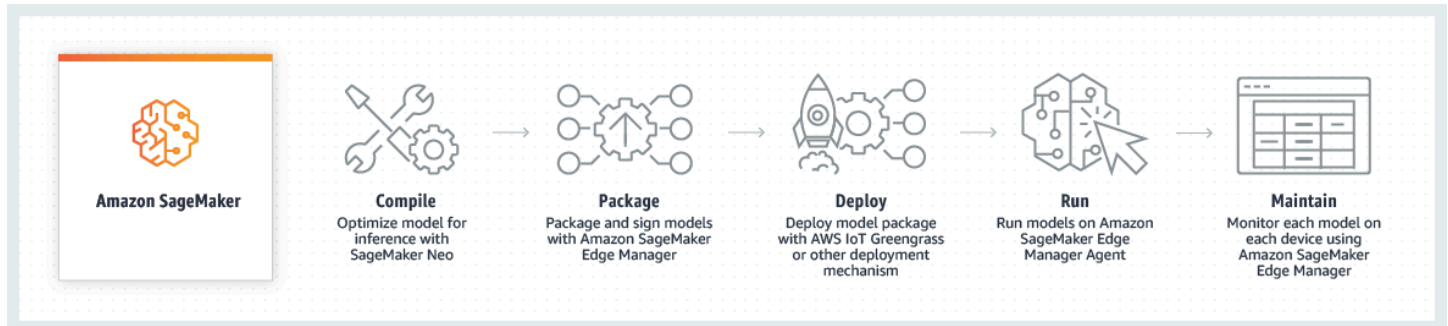 Amazon SageMaker
Compile
Optimize model for
inference with
SageMaker Neo
Package
Package and sign models
with Amazon SageMaker
Edge Manager
Deploy
Deploy model package
with AWS IoT Greengrass
or other deployment
mechanism
Run
Run models on Amazon
SageMaker Edge
Manager Agent
Maintain
Monitor each model on
each device using
Amazon SageMaker
Edge Manager